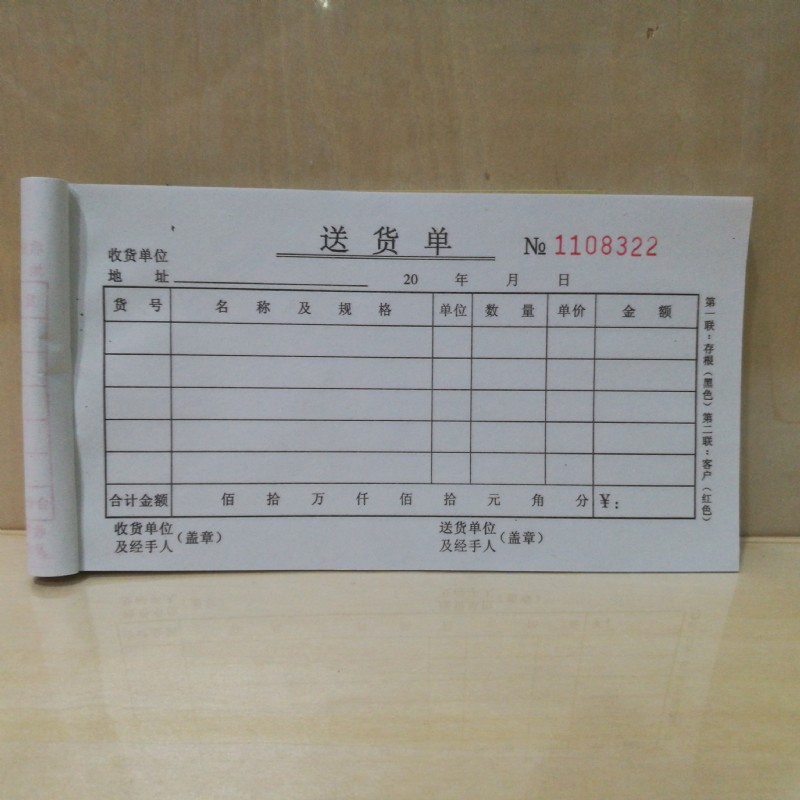 送货单
№ 1108322
收货单位
地 址
20 年 月 日
货号 名称及规格 单位 数量 单价 金额
合计金额 佰 拾 万 仟 佰 拾 元 角 分 ¥:
收货单位
及经手人(盖章)
送货单位
及经手人(盖章)
第一联:存根(黑色)第二联:客户(红色)